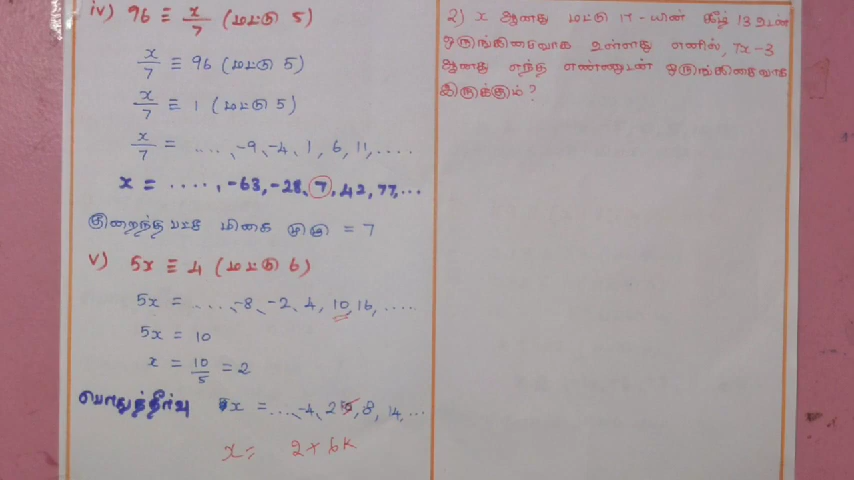 iv) 96 ≡ x/7 (மட்டு 5)
x/7 ≡ 96 (மட்டு 5)
x/7 ≡ 1 (மட்டு 5)
x/7 = ...., -9, -4, 1, 6, 11, ....
x = ...., -63, -28, 7, 42, 77, ...
குறைந்தபட்ச மிகை முழு = 7
v) 5x ≡ 4 (மட்டு 6)
5x = ...., -8, -2, 4, 10, 16, ....
5x = 10
x = 10/5 = 2
பொதுத்தீர்வு x = ...., -4, 2, 8, 14, ...
x = 2 + 6k
2) x ஆனது மட்டு 17 - யின் கீழ் 13 உடன்
ஒருங்கிசைவாக உள்ளது எனில், 7x - 3
ஆனது எந்த எண்ணுடன் ஒருங்கிசைவாக
இருக்கும்?